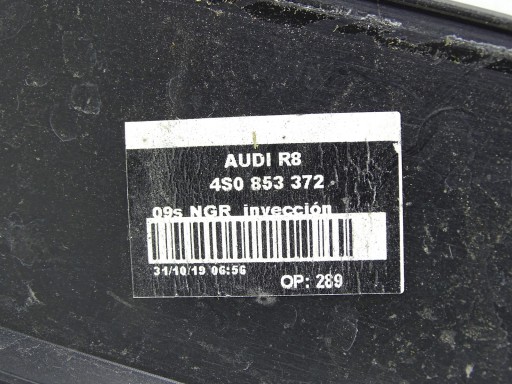 AUDI R8
4S0 853 372
09s NGR inyección
31/10/19 06:56
OP: 289